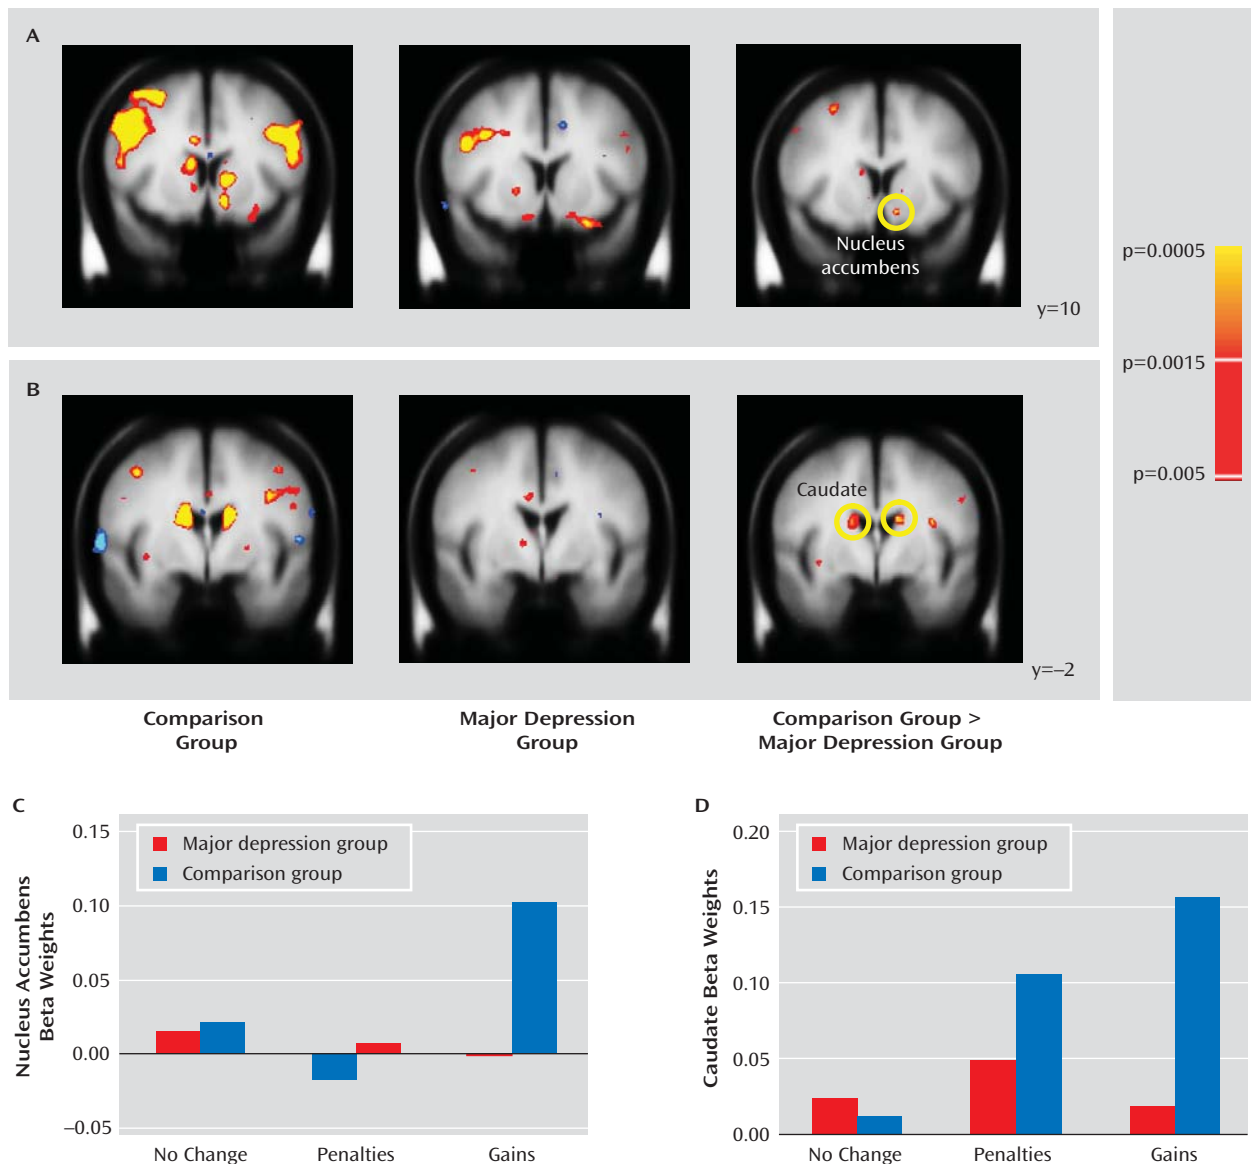 A
Nucleus
accumbens
y=10
p=0.0005
p=0.0015
p=0.005
B
Caudate
y=–2
Comparison
Group
Major Depression
Group
Comparison Group >
Major Depression Group
C
Nucleus Accumbens
Beta Weights
0.15
0.10
0.05
0.00
–0.05
Major depression group
Comparison group
No Change
Penalties
Gains
D
Caudate Beta Weights
0.20
0.15
0.10
0.05
0.00
Major depression group
Comparison group
No Change
Penalties
Gains